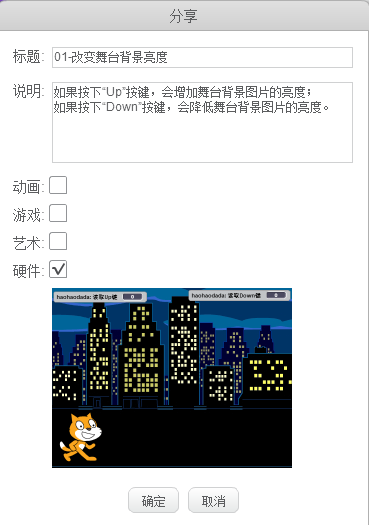 分享
标题: 01-改变舞台背景亮度
说明: 如果按下“Up”按键，会增加舞台背景图片的亮度；
如果按下“Down”按键，会降低舞台背景图片的亮度。
动画:
游戏:
艺术:
硬件:
haohaodada: 读取Up键 0 haohaodada: 读取Down键 0
确定 取消